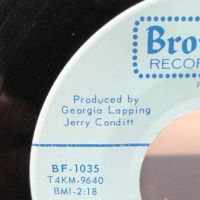 Bro
RECOR
Produced by
Georgia Lapping
Jerry Conditt
BF-1035
T4KM-9640
BMI-2:18